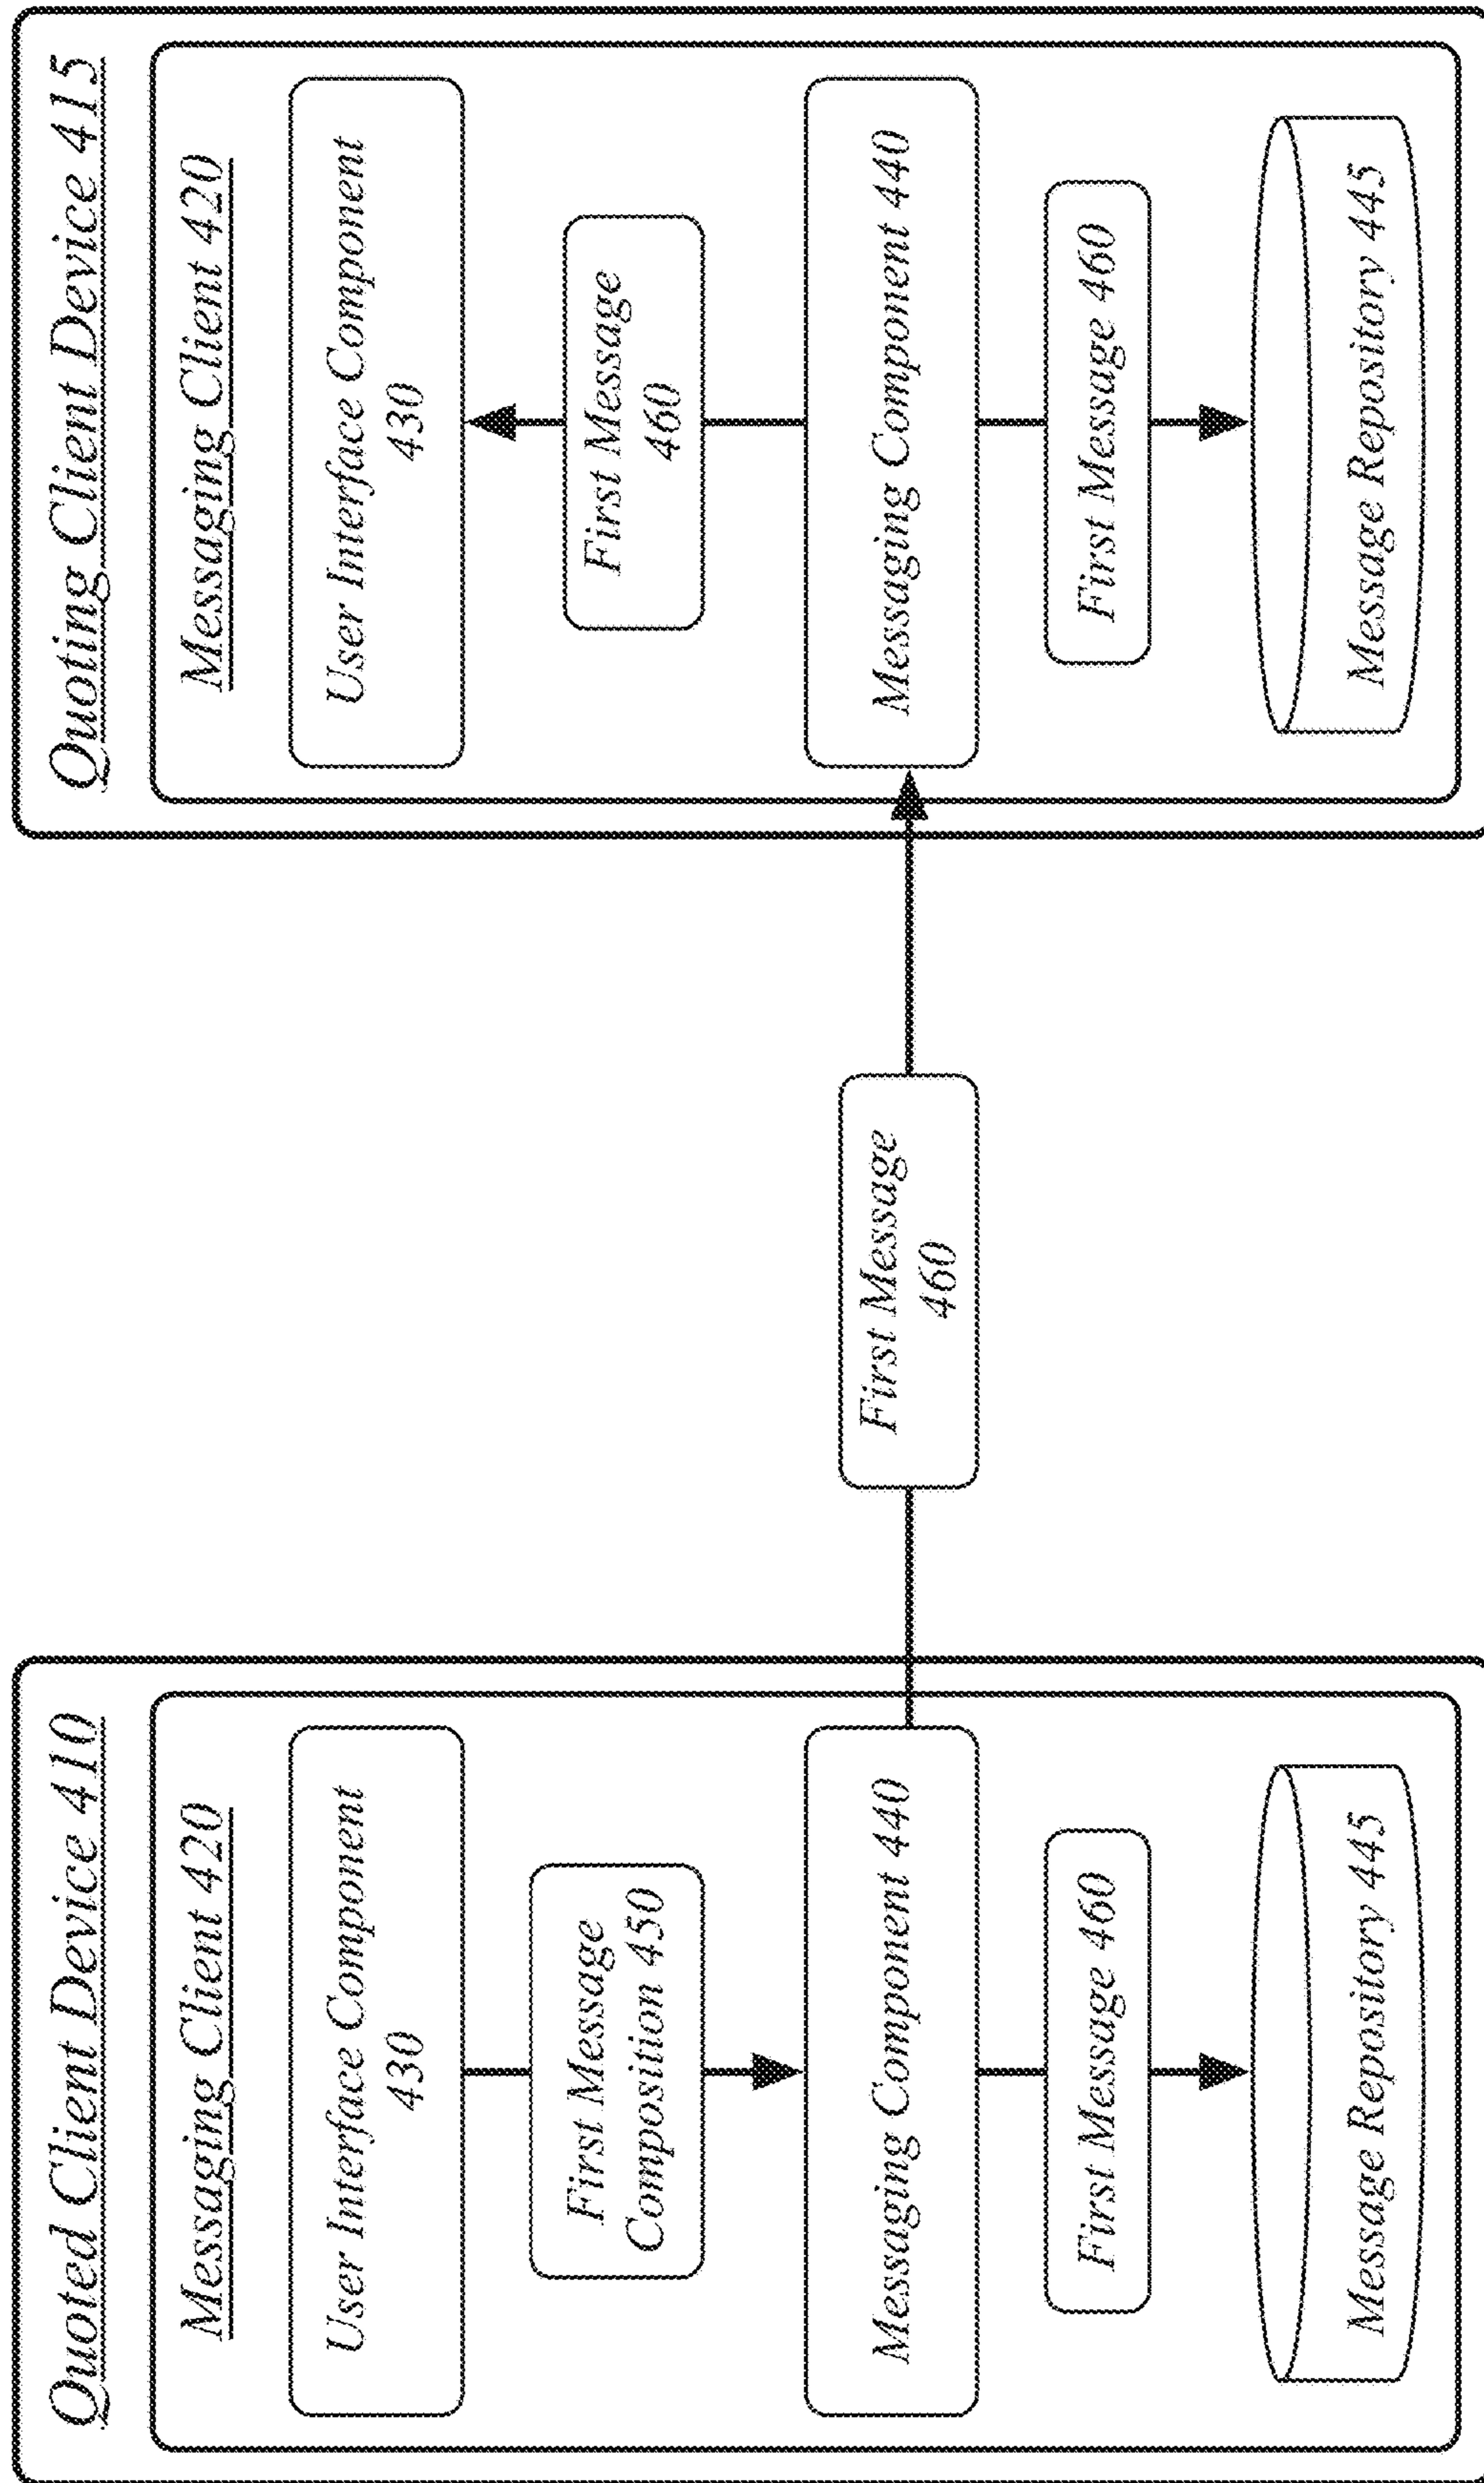 Quoted Client Device 410
Messaging Client 420
User Interface Component
430
First Message
Composition 450
Messaging Component 440
First Message 460
Message Repository 445
First Message
460
Quoting Client Device 415
Messaging Client 420
User Interface Component
430
First Message
460
Messaging Component 440
First Message 460
Message Repository 445